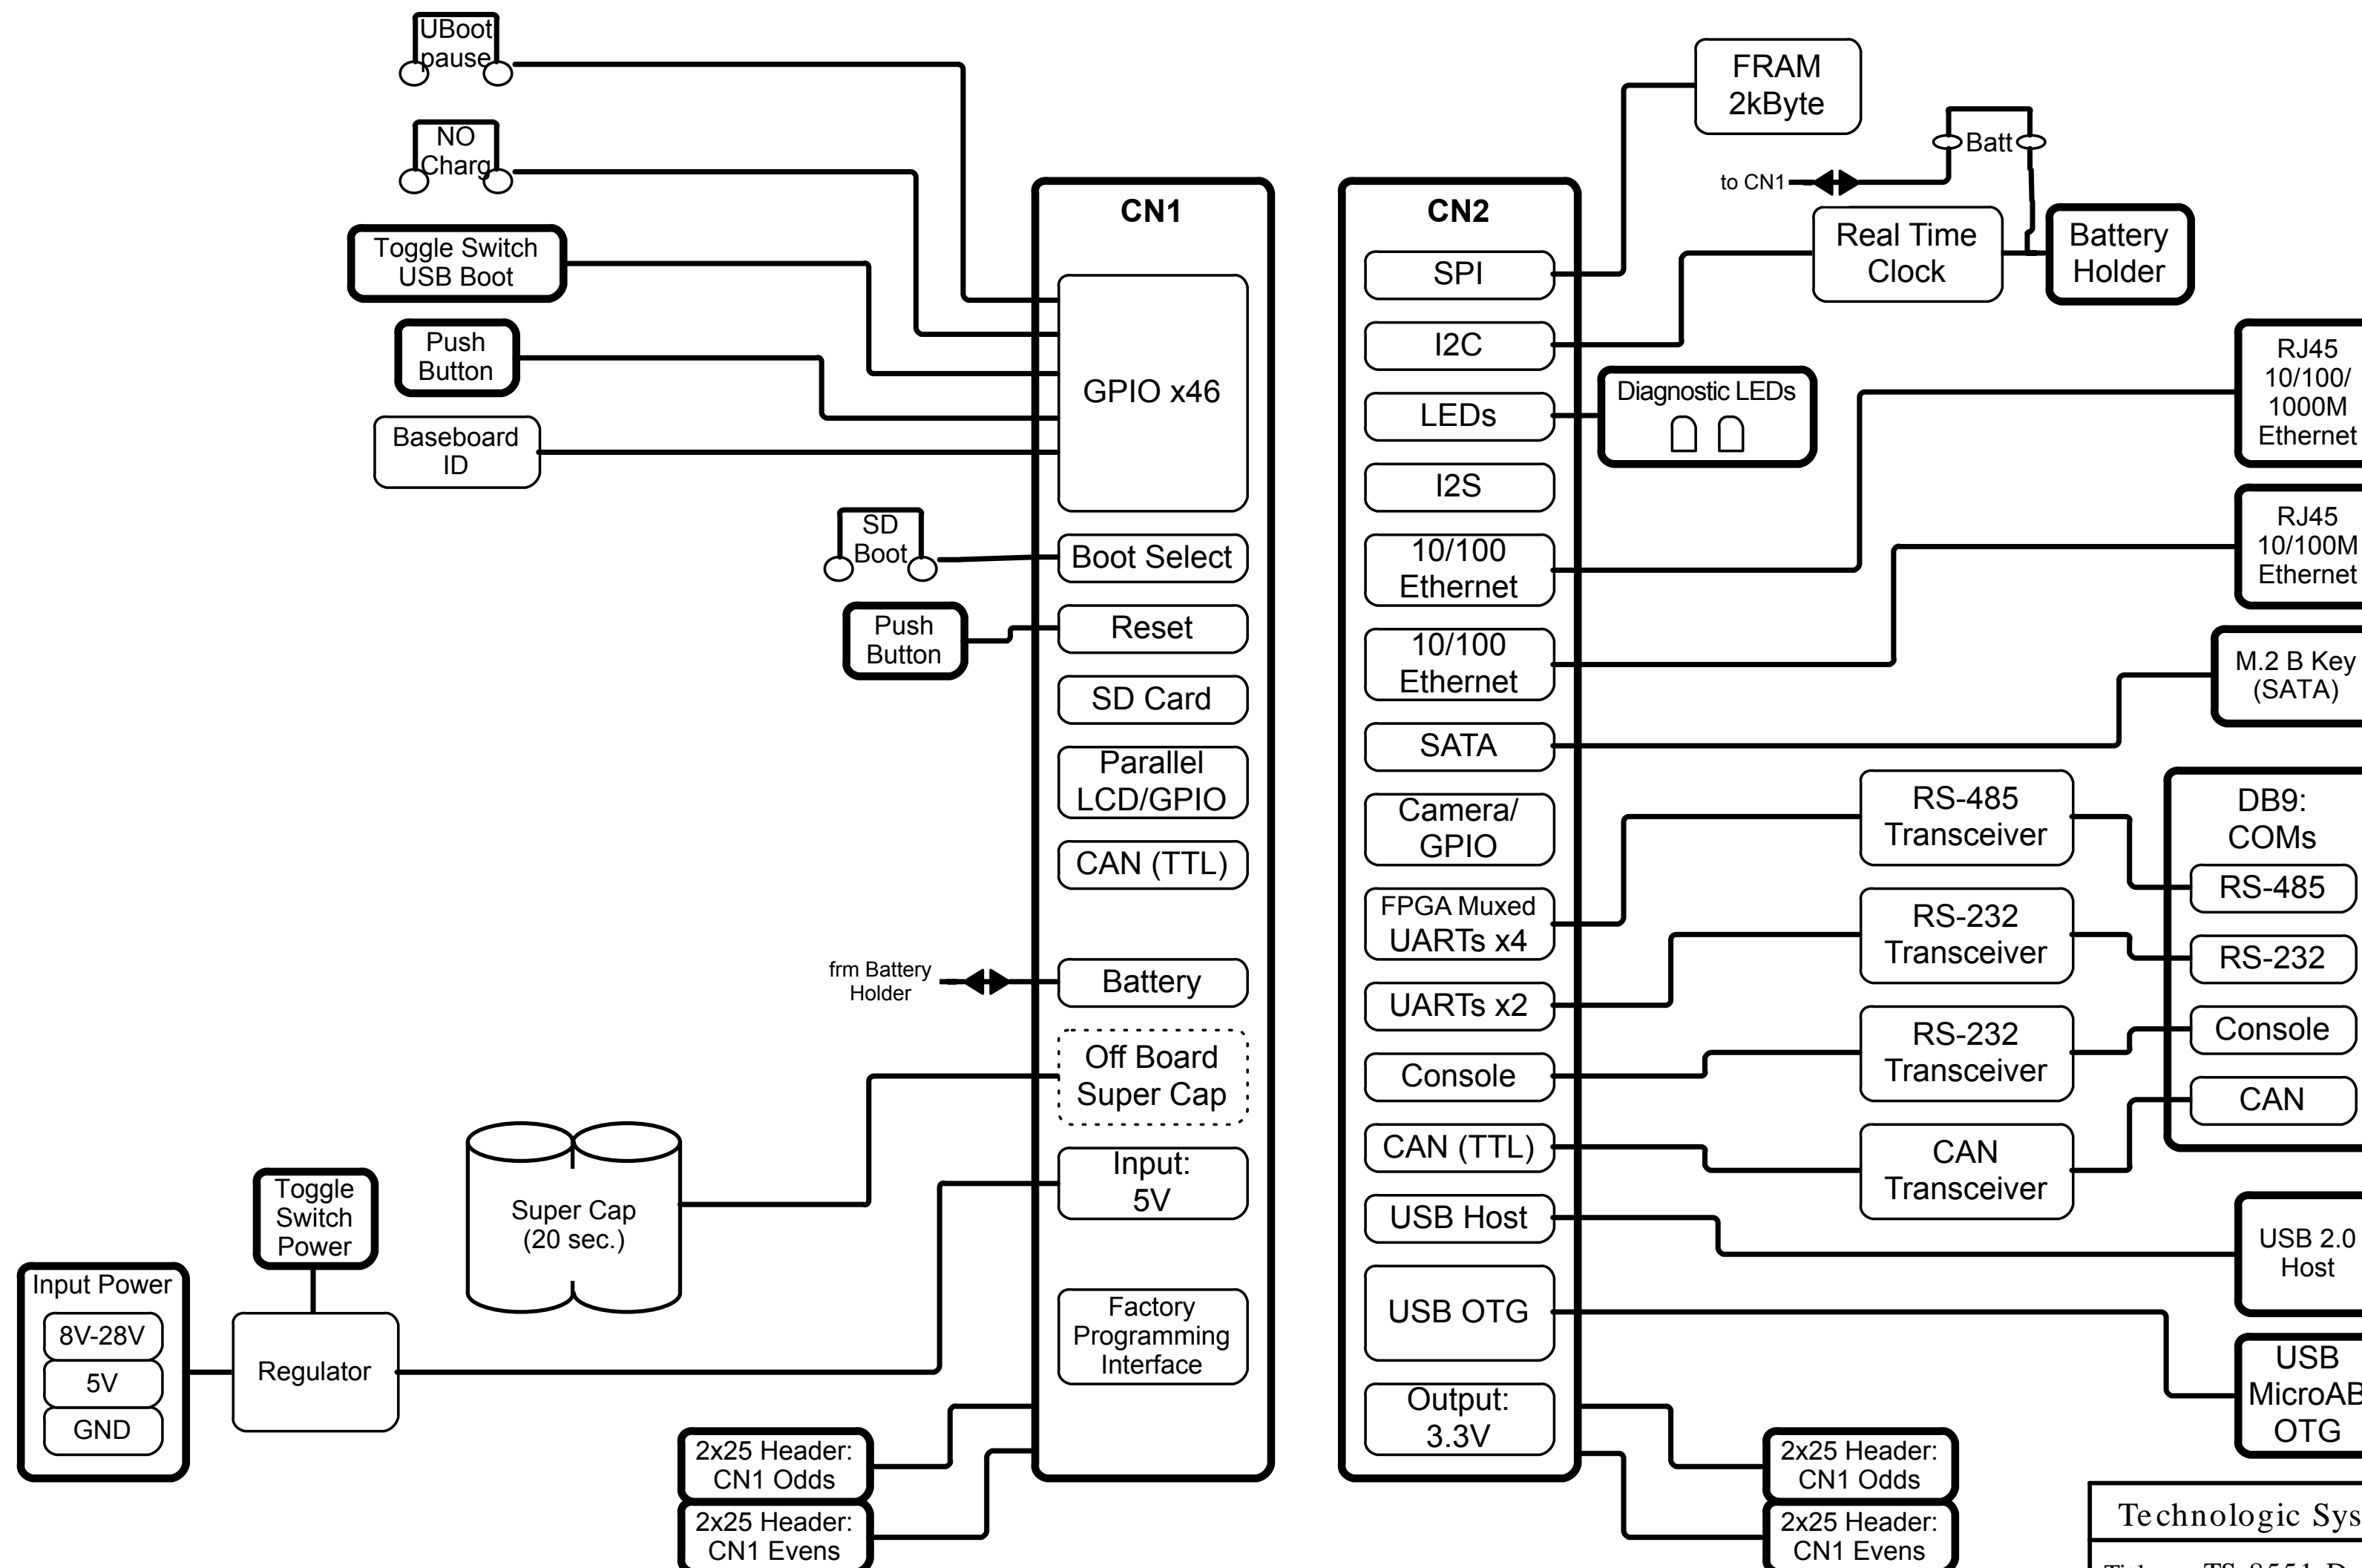 UBoot
pause
NO
Charg
Toggle Switch
USB Boot
Push
Button
Baseboard
ID
SD
Boot
Push
Button
frm Battery
Holder
Super Cap
(20 sec.)
Toggle
Switch
Power
Input Power
8V-28V
5V
GND
Regulator
2x25 Header:
CN1 Odds
2x25 Header:
CN1 Evens
CN1
GPIO x46
Boot Select
Reset
SD Card
Parallel
LCD/GPIO
CAN (TTL)
Battery
Off Board
Super Cap
Input:
5V
Factory
Programming
Interface
CN2
SPI
I2C
LEDs
I2S
10/100
Ethernet
10/100
Ethernet
SATA
Camera/
GPIO
FPGA Muxed
UARTs x4
UARTs x2
Console
CAN (TTL)
USB Host
USB OTG
Output:
3.3V
FRAM
2kByte
Batt
to CN1
Real Time
Clock
Battery
Holder
Diagnostic LEDs
RJ45
10/100/
1000M
Ethernet
RJ45
10/100M
Ethernet
M.2 B Key
(SATA)
RS-485
Transceiver
RS-232
Transceiver
RS-232
Transceiver
CAN
Transceiver
DB9:
COMs
RS-485
RS-232
Console
CAN
USB 2.0
Host
USB
MicroAB
OTG
2x25 Header:
CN1 Odds
2x25 Header:
CN1 Evens
Technologic Sys
TS-8551 D